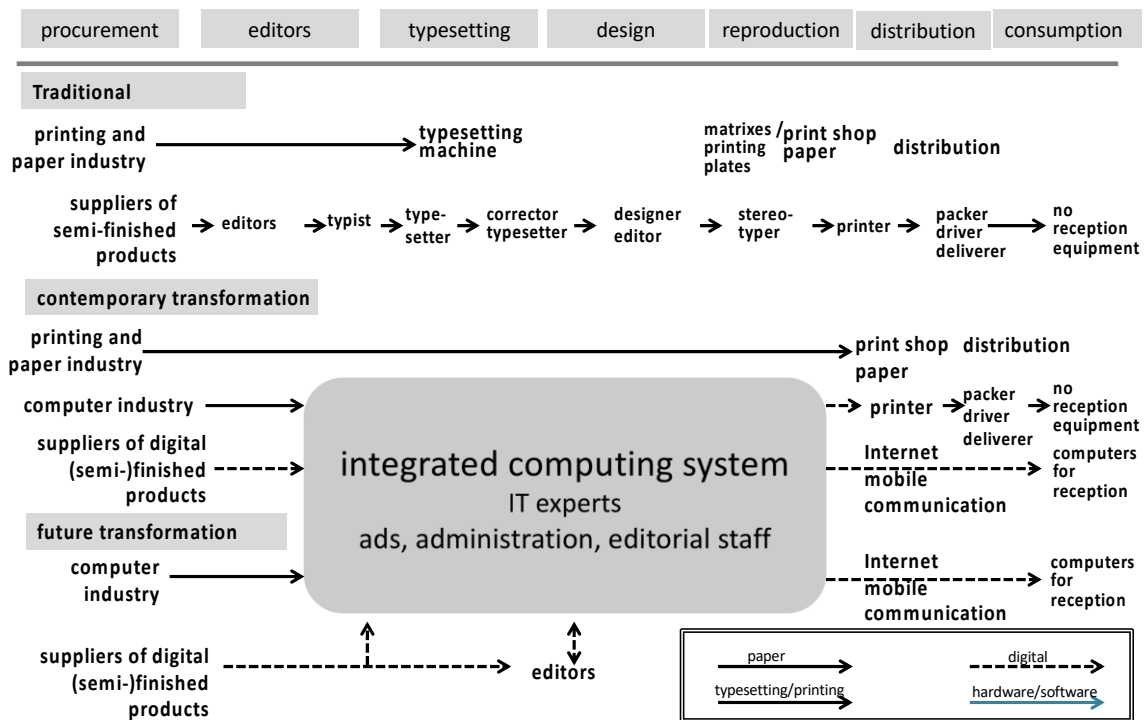 procurement editors typesetting design reproduction distribution consumption
Traditional
printing and
paper industry
typesetting
machine
matrixes /
printing
plates
print shop
paper
distribution
suppliers of
semi-finished
products
editors
typist
type-
setter
corrector
typesetter
designer
editor
stereo-
typer
printer
packer
driver
deliverer
no
reception
equipment
contemporary transformation
printing and
paper industry
print shop
paper
distribution
computer industry
printer
packer
driver
deliverer
no
reception
equipment
suppliers of digital
(semi-)finished
products
integrated computing system
IT experts
ads, administration, editorial staff
Internet
mobile
communication
computers
for
reception
future transformation
computer
industry
Internet
mobile
communication
computers
for
reception
suppliers of digital
(semi-)finished
products
editors
paper
digital
typesetting/printing
hardware/software